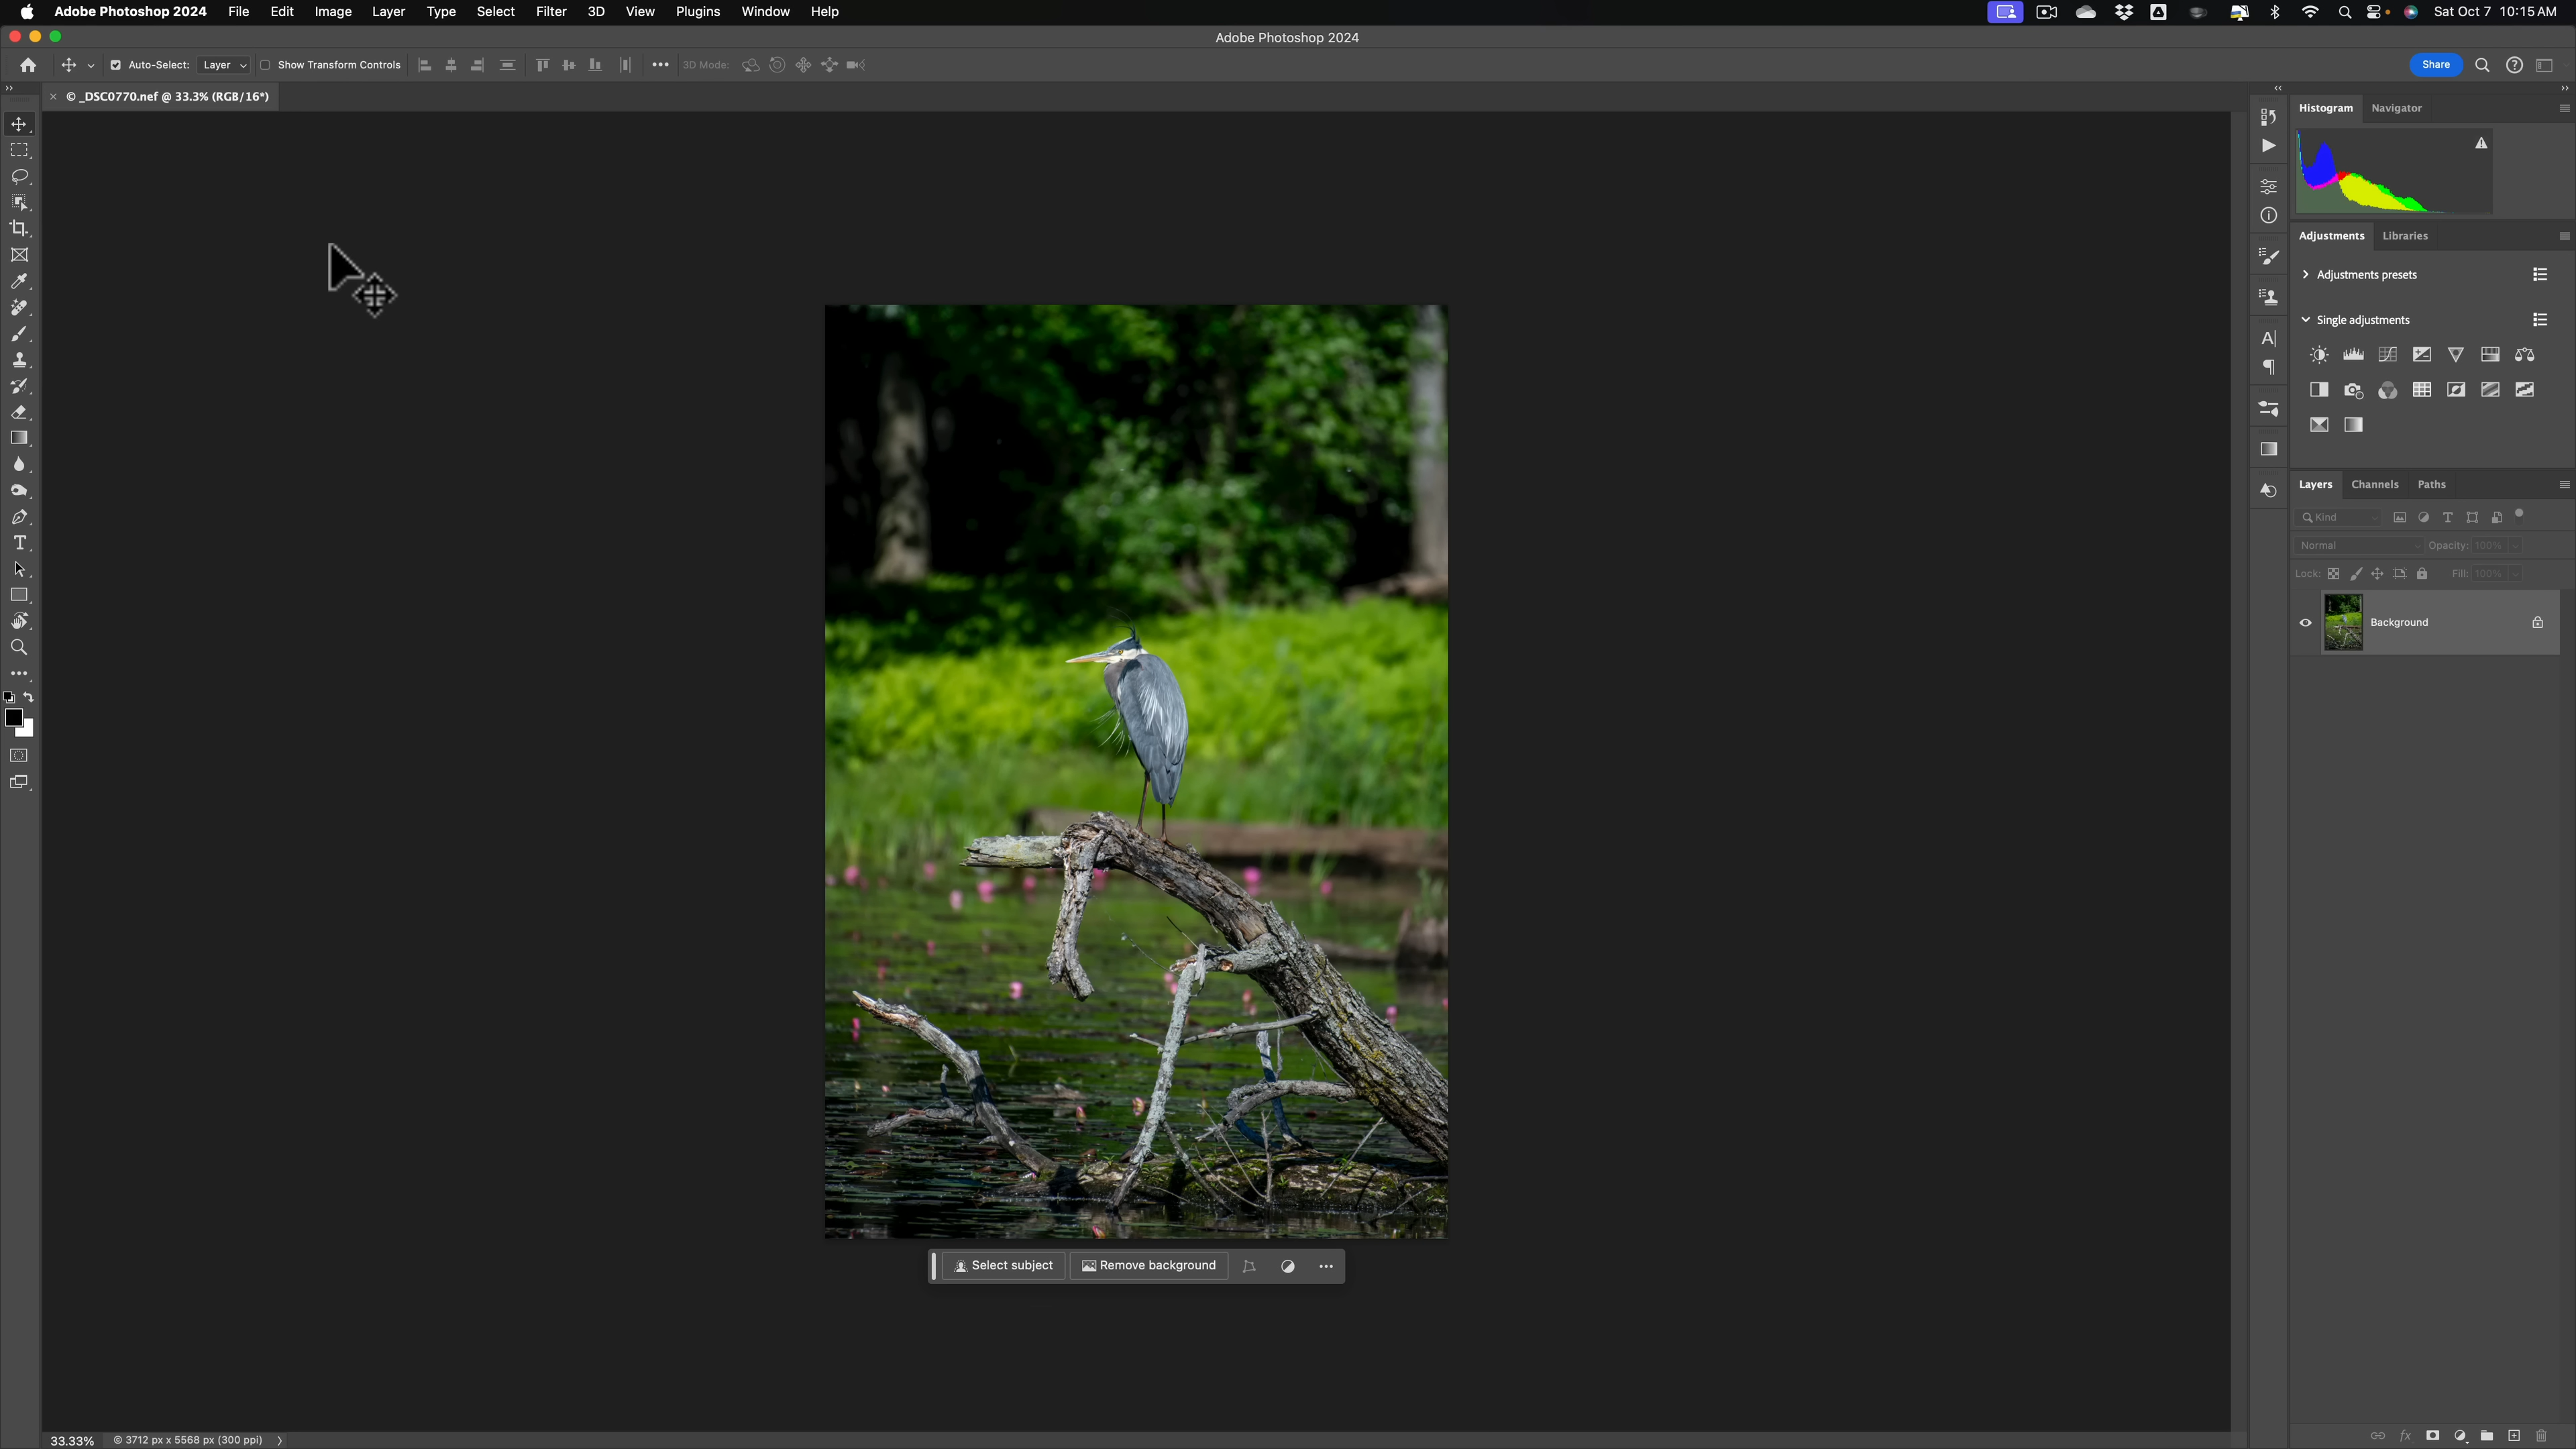 Adobe Photoshop 2024 File Edit Image Layer Type Select Filter 3D View Plugins Window Help Sat Oct 7 10:15 AM
Adobe Photoshop 2024
Auto-Select: Layer Show Transform Controls 3D Mode: Share
© _DSC0770.nef @ 33.3% (RGB/16*)
Histogram Navigator
Adjustments Libraries
Adjustments presets
Single adjustments
Layers Channels Paths
Kind
Normal Opacity: 100%
Lock: Fill: 100%
Background
Select subject Remove background
33.33% © 3712 px x 5568 px (300 ppi)